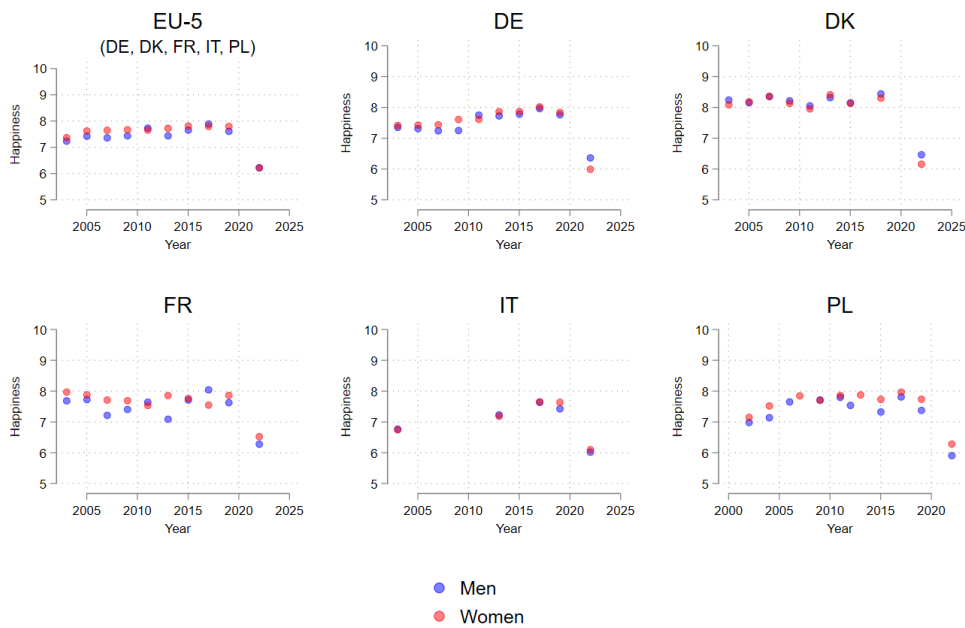 EU-5
(DE, DK, FR, IT, PL)
10
9
8
7
6
5
Happiness
2005 2010 2015 2020 2025
Year
DE
10
9
8
7
6
5
Happiness
2005 2010 2015 2020 2025
Year
DK
10
9
8
7
6
5
Happiness
2005 2010 2015 2020 2025
Year
FR
10
9
8
7
6
5
Happiness
2005 2010 2015 2020 2025
Year
IT
10
9
8
7
6
5
Happiness
2005 2010 2015 2020 2025
Year
PL
10
9
8
7
6
5
Happiness
2000 2005 2010 2015 2020
Year
Men
Women